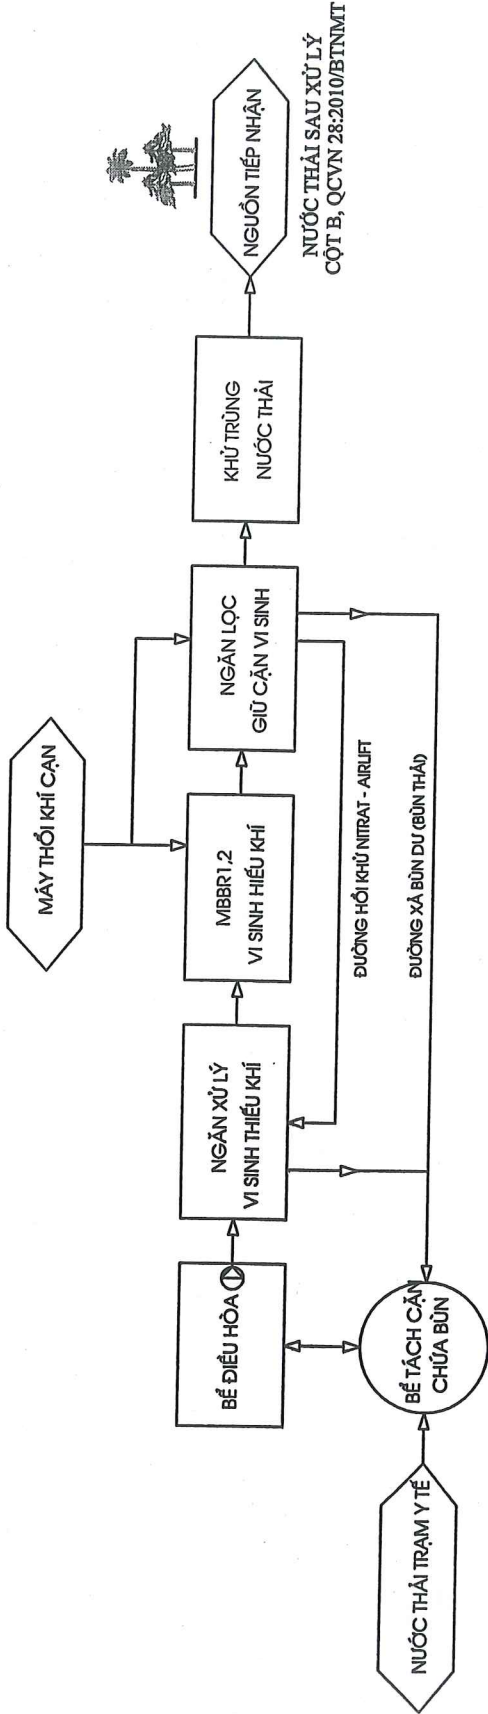 MÁY THỔI KHÍ CẠN
BỂ ĐIỀU HÒA
NGĂN XỬ LÝ
VI SINH THIẾU KHÍ
MBBR1,2
VI SINH HIẾU KHÍ
NGĂN LỌC
GIỮ CẶN VI SINH
KHỬ TRÙNG
NƯỚC THẢI
NGUỒN TIẾP NHẬN
NƯỚC THẢI SAU XỬ LÝ
CỘT B, QCVN 28:2010/BTNMT
ĐƯỜNG HỒI KHỬ NITRAT - AIRLIFT
ĐƯỜNG XẢ BÙN DƯ (BÙN THẢI)
NƯỚC THẢI TRẠM Y TẾ
BỂ TÁCH CẶN
CHỨA BÙN